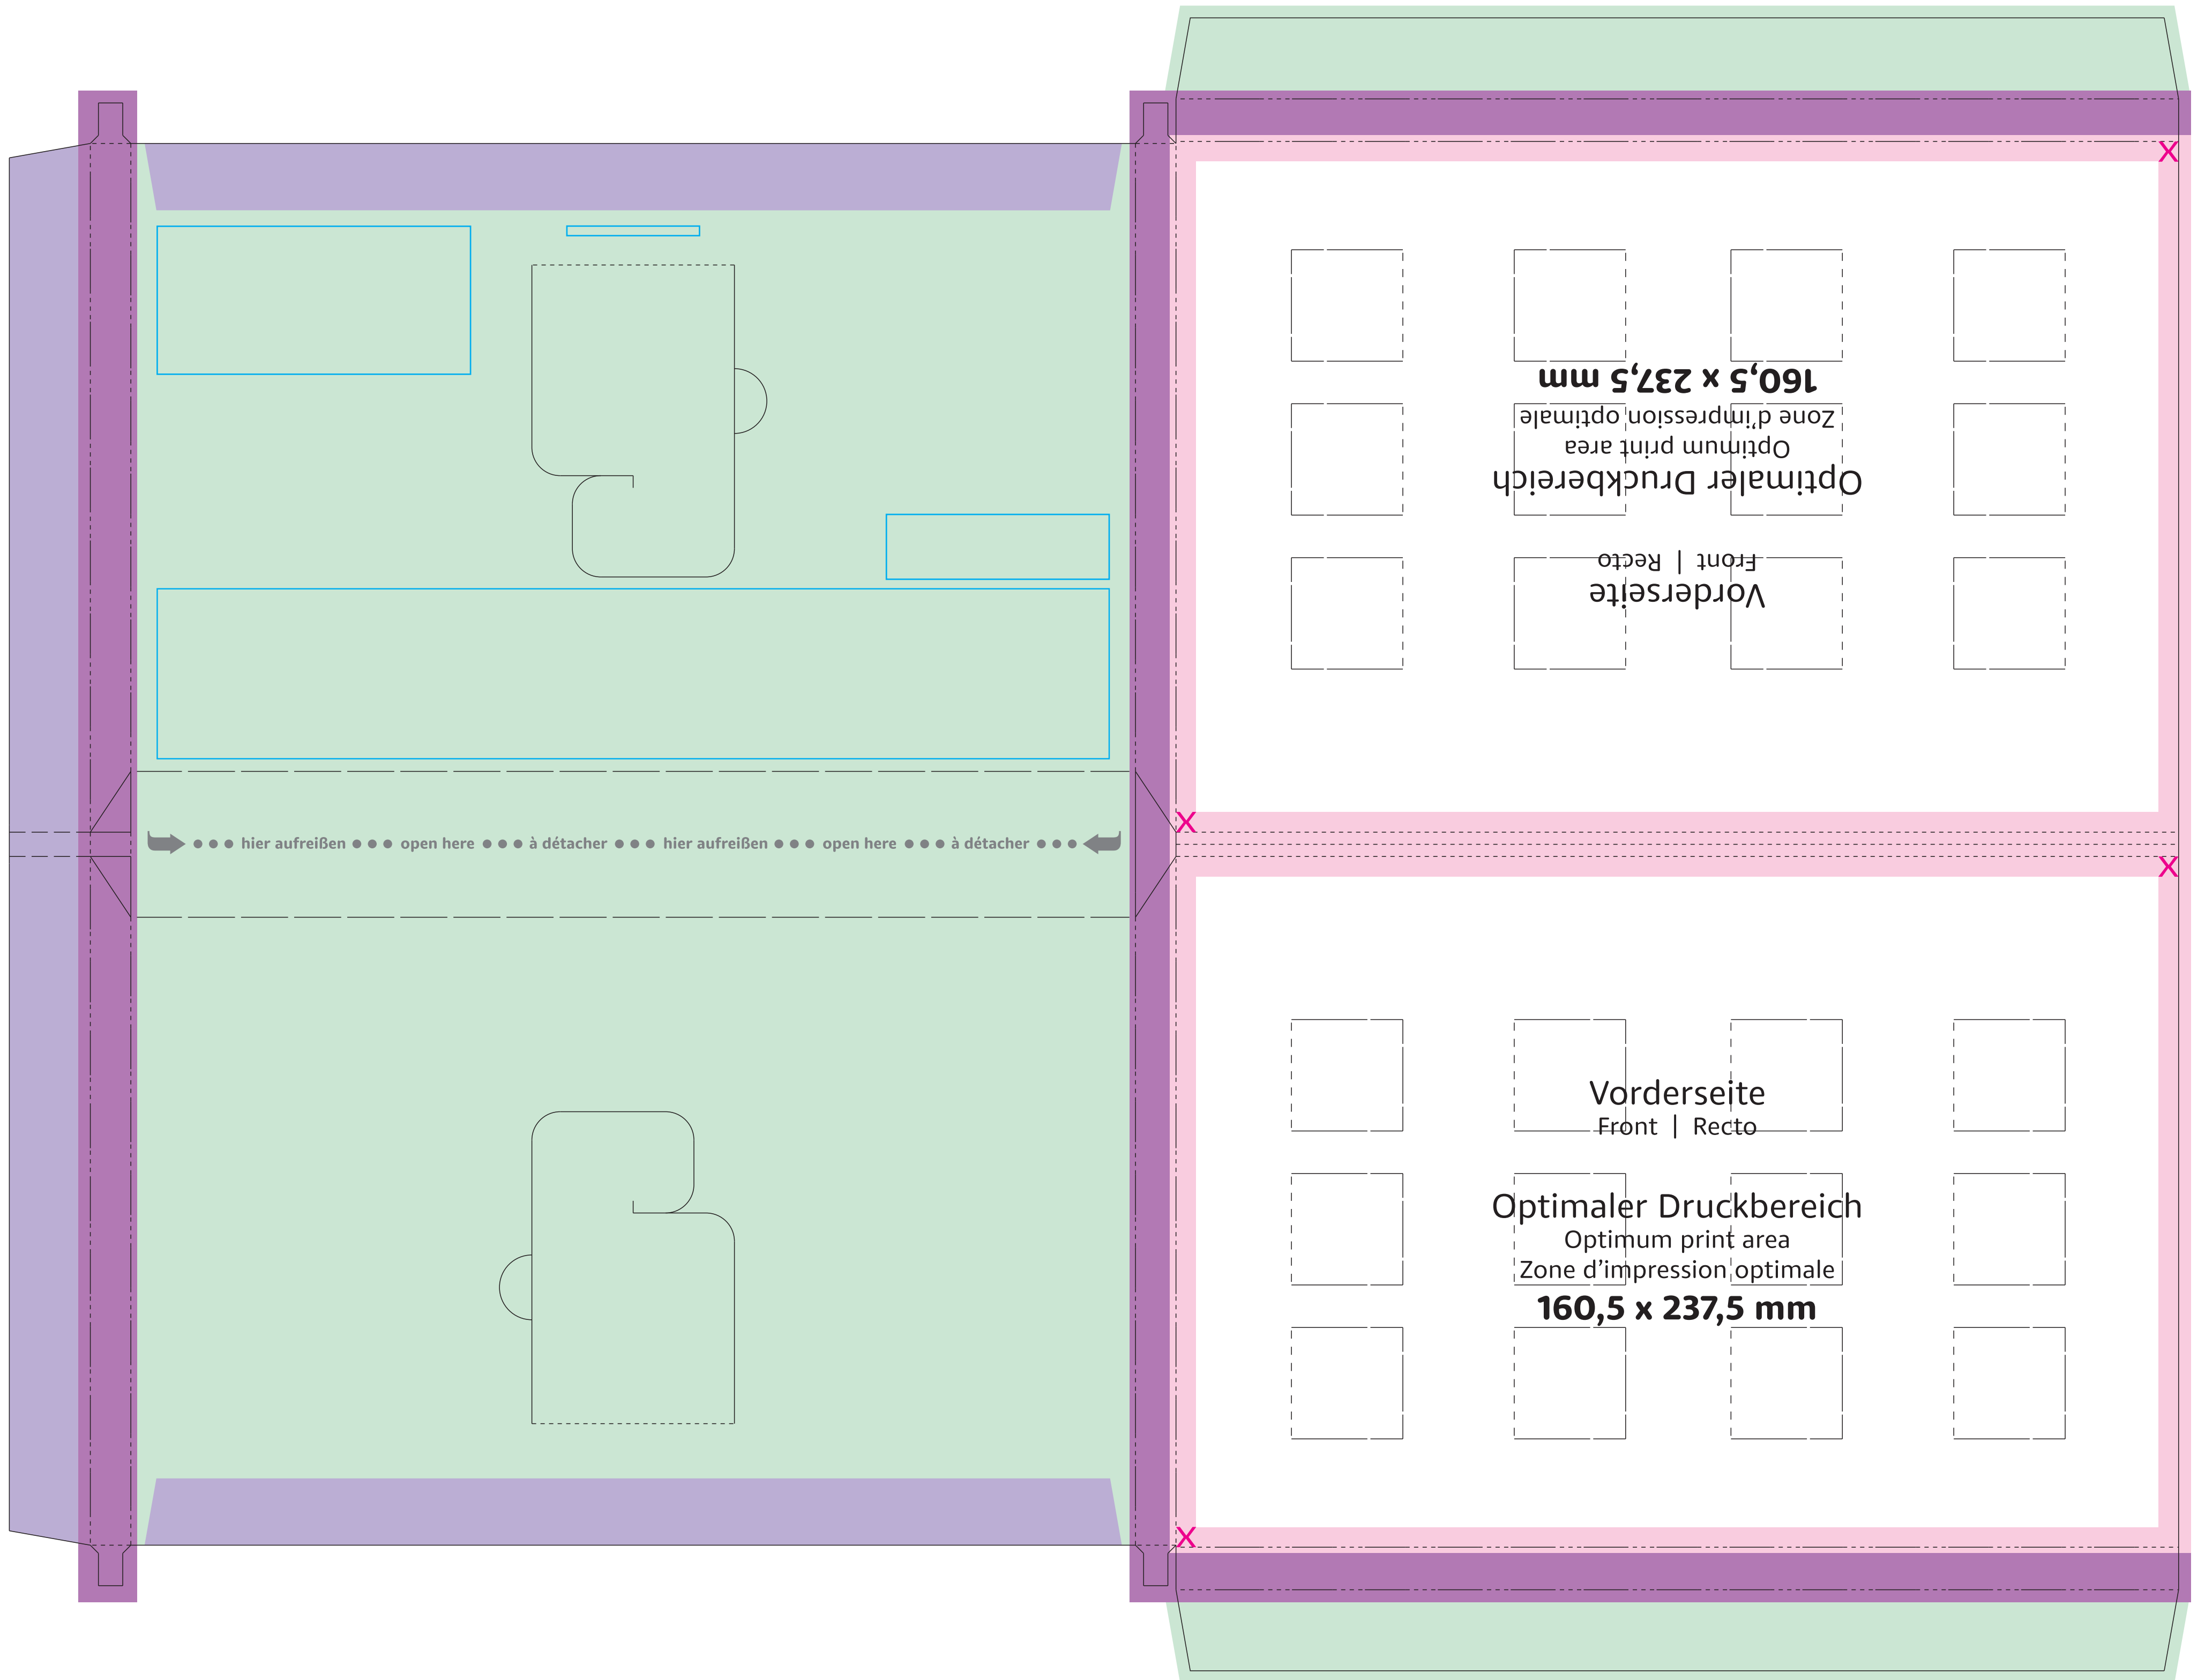 • • • hier aufreißen • • • open here • • • à détacher • • • hier aufreißen • • • open here • • • à détacher • • •
X
Vorderseite
Front | Recto
Optimaler Druckbereich
Optimum print area
Zone d’impression optimale
160,5 x 237,5 mm
X
X
Vorderseite
Front | Recto
Optimaler Druckbereich
Optimum print area
Zone d’impression optimale
160,5 x 237,5 mm
X